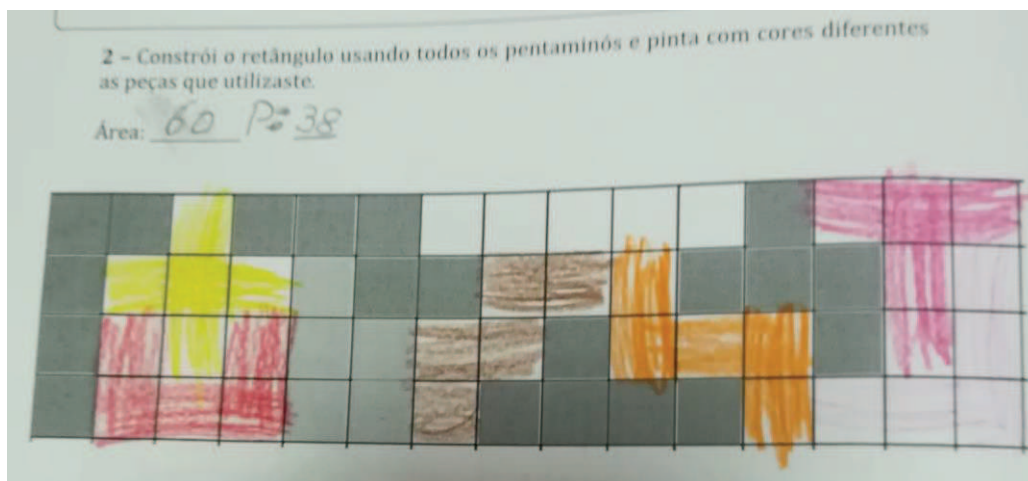 2 – Constrói o retângulo usando todos os pentaminós e pinta com cores diferentes
as peças que utilizaste.
Área: 60 P: 38